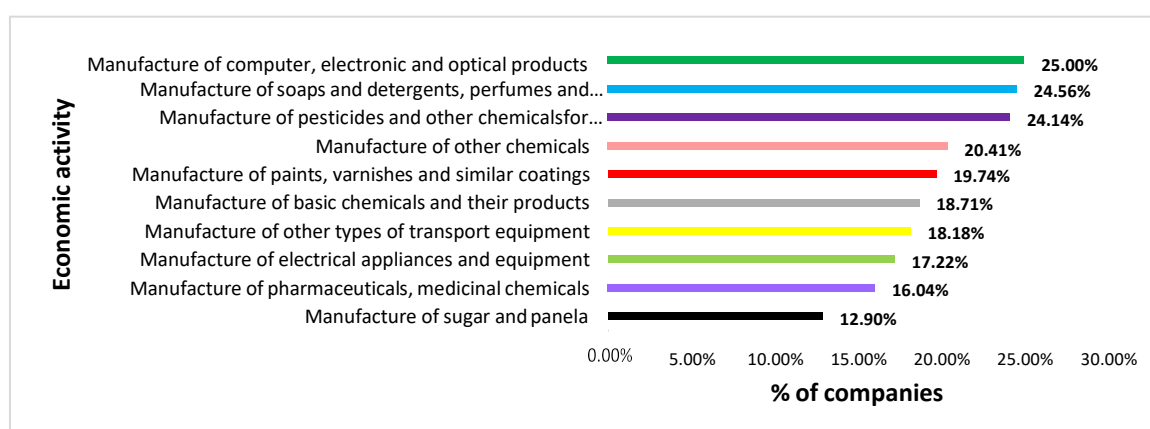 Economic activity
Manufacture of computer, electronic and optical products 25.00%
Manufacture of soaps and detergents, perfumes and... 24.56%
Manufacture of pesticides and other chemicalsfor... 24.14%
Manufacture of other chemicals 20.41%
Manufacture of paints, varnishes and similar coatings 19.74%
Manufacture of basic chemicals and their products 18.71%
Manufacture of other types of transport equipment 18.18%
Manufacture of electrical appliances and equipment 17.22%
Manufacture of pharmaceuticals, medicinal chemicals 16.04%
Manufacture of sugar and panela 12.90%
0.00% 5.00% 10.00% 15.00% 20.00% 25.00% 30.00%
% of companies